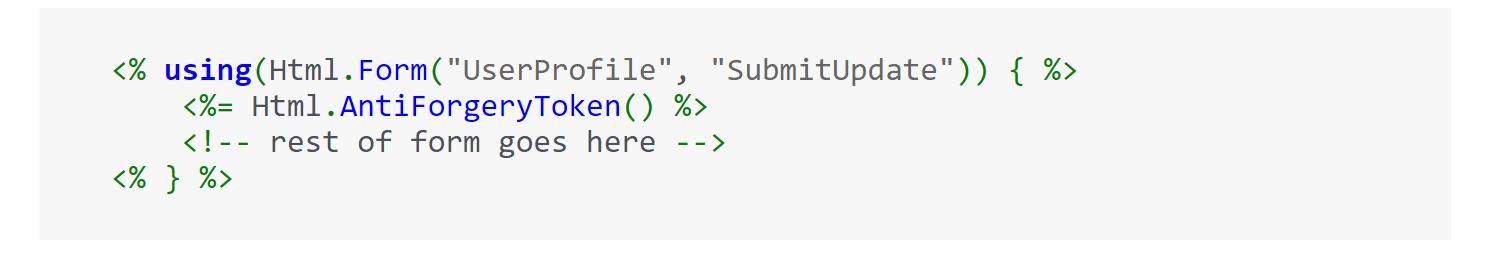 <% using(Html.Form("UserProfile", "SubmitUpdate")) { %>
<%= Html.AntiForgeryToken() %>
<!-- rest of form goes here -->
<% } %>